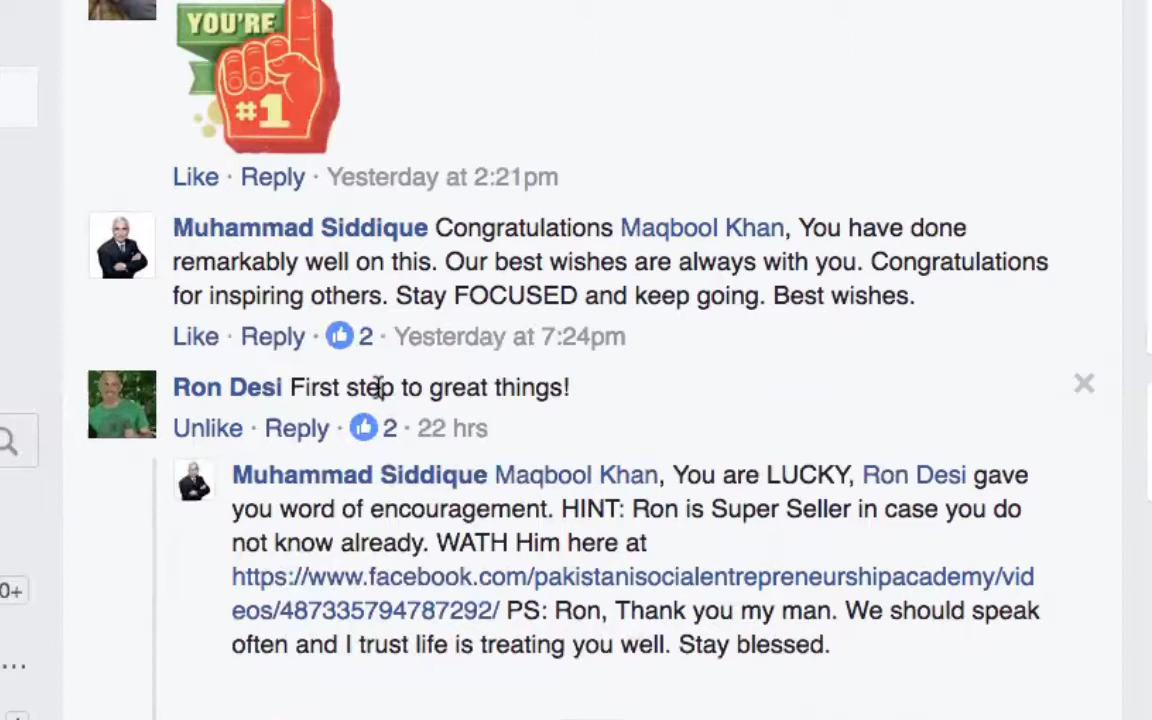 YOU'RE
#1
Like · Reply · Yesterday at 2:21pm
Muhammad Siddique Congratulations Maqbool Khan, You have done
remarkably well on this. Our best wishes are always with you. Congratulations
for inspiring others. Stay FOCUSED and keep going. Best wishes.
Like · Reply · 2 · Yesterday at 7:24pm
Ron Desi First step to great things!
Unlike · Reply · 2 · 22 hrs
Muhammad Siddique Maqbool Khan, You are LUCKY, Ron Desi gave
you word of encouragement. HINT: Ron is Super Seller in case you do
not know already. WATH Him here at
https://www.facebook.com/pakistanisocialentrepreneurshipacademy/vid
eos/487335794787292/ PS: Ron, Thank you my man. We should speak
often and I trust life is treating you well. Stay blessed.
0+
...